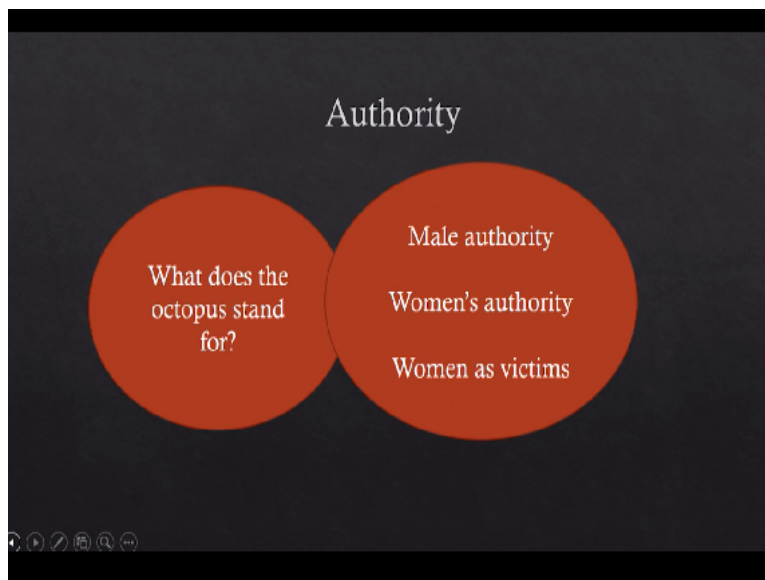 Authority
What does the
octopus stand
for?
Male authority
Women's authority
Women as victims